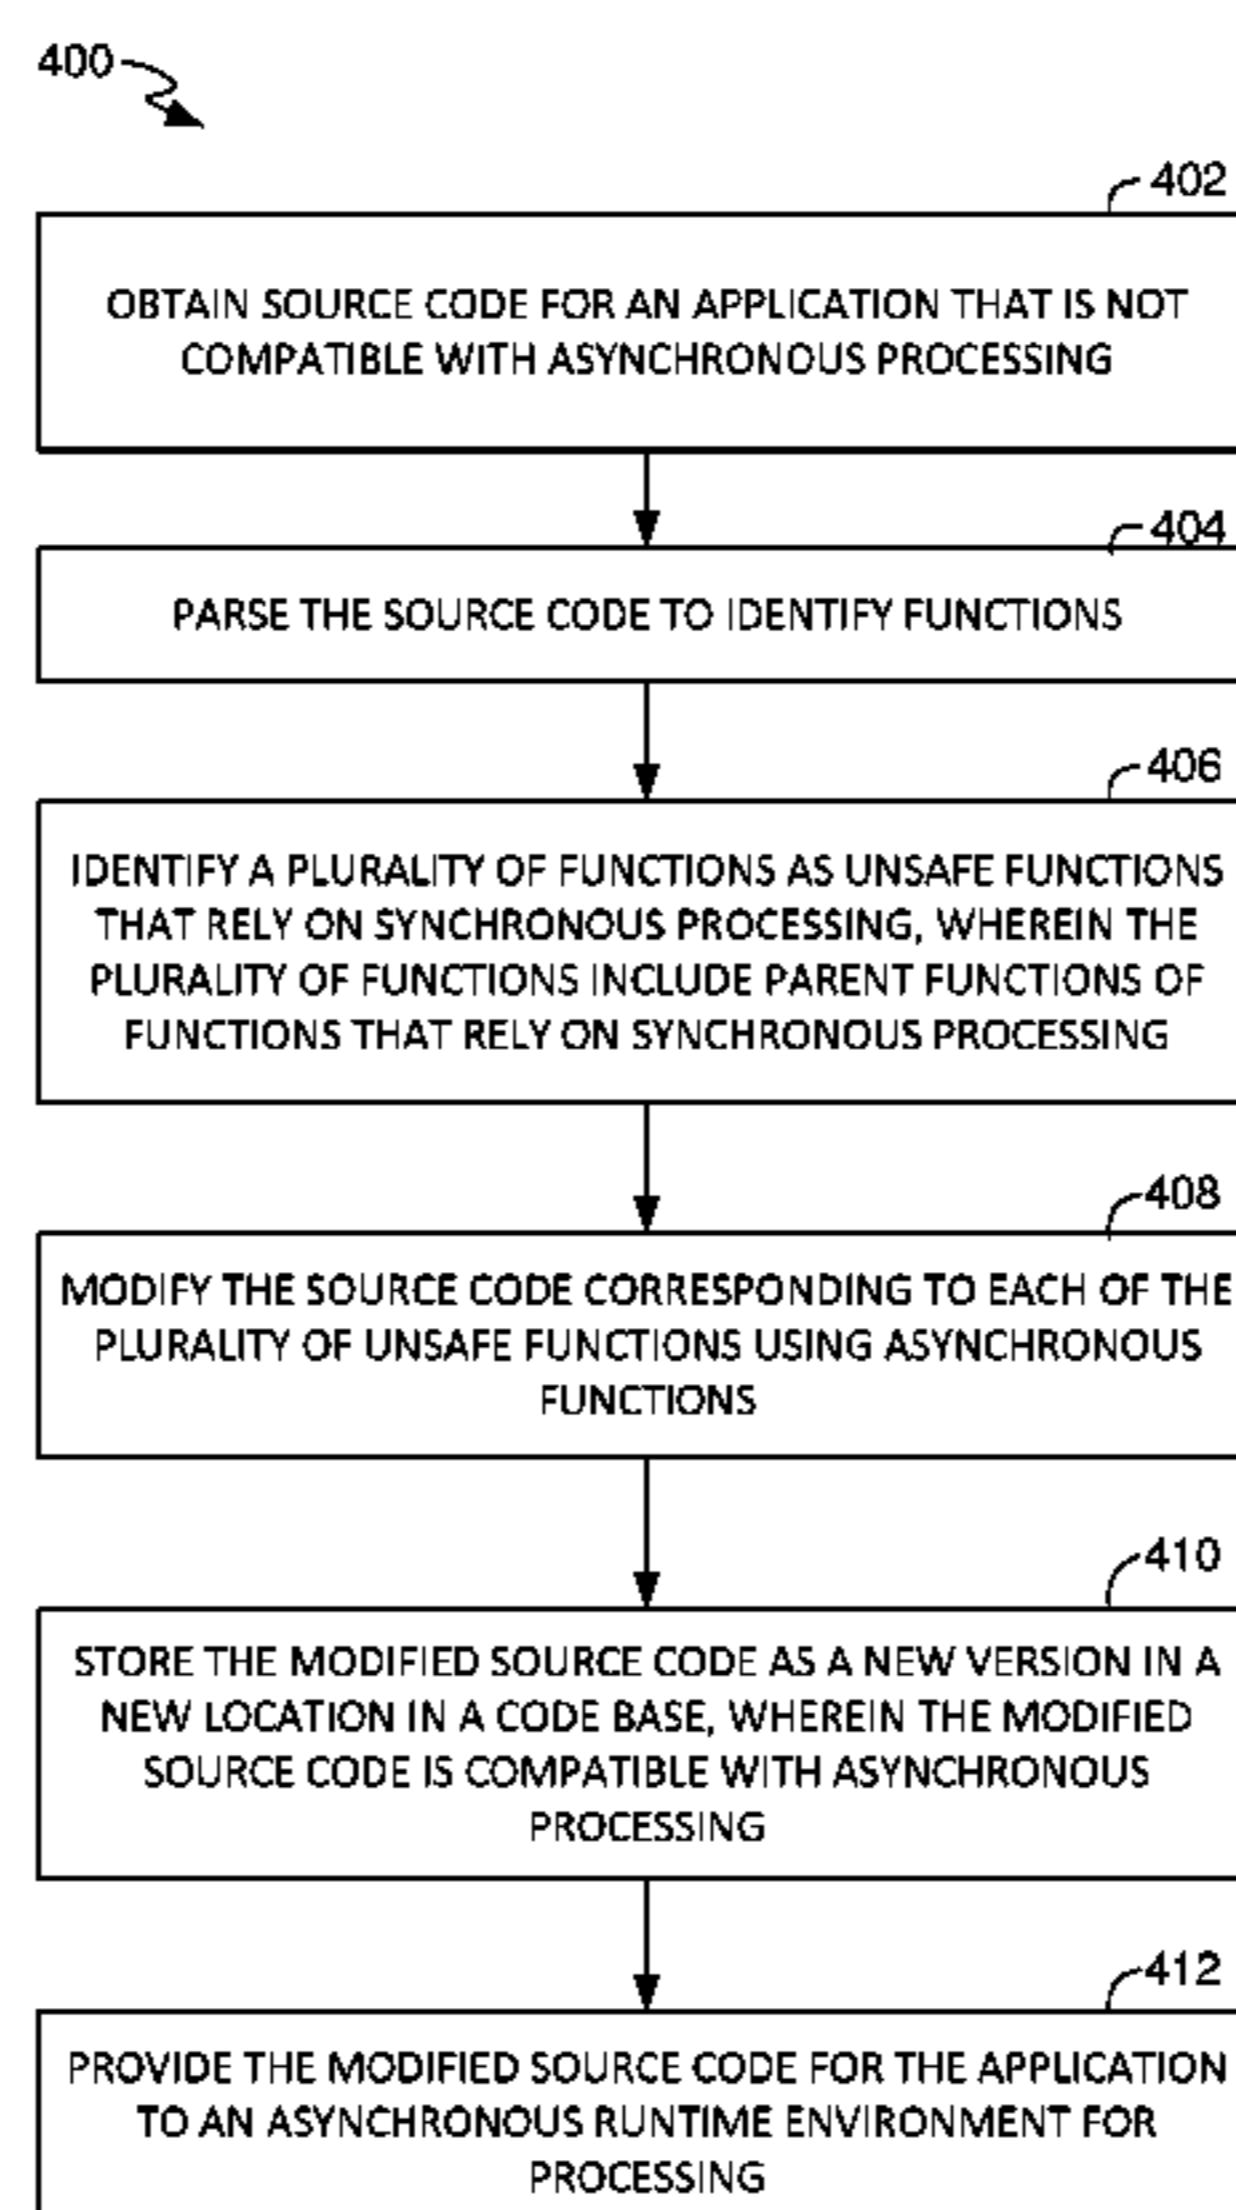 400
402
OBTAIN SOURCE CODE FOR AN APPLICATION THAT IS NOT
COMPATIBLE WITH ASYNCHRONOUS PROCESSING
404
PARSE THE SOURCE CODE TO IDENTIFY FUNCTIONS
406
IDENTIFY A PLURALITY OF FUNCTIONS AS UNSAFE FUNCTIONS
THAT RELY ON SYNCHRONOUS PROCESSING, WHEREIN THE
PLURALITY OF FUNCTIONS INCLUDE PARENT FUNCTIONS OF
FUNCTIONS THAT RELY ON SYNCHRONOUS PROCESSING
408
MODIFY THE SOURCE CODE CORRESPONDING TO EACH OF THE
PLURALITY OF UNSAFE FUNCTIONS USING ASYNCHRONOUS
FUNCTIONS
410
STORE THE MODIFIED SOURCE CODE AS A NEW VERSION IN A
NEW LOCATION IN A CODE BASE, WHEREIN THE MODIFIED
SOURCE CODE IS COMPATIBLE WITH ASYNCHRONOUS
PROCESSING
412
PROVIDE THE MODIFIED SOURCE CODE FOR THE APPLICATION
TO AN ASYNCHRONOUS RUNTIME ENVIRONMENT FOR
PROCESSING